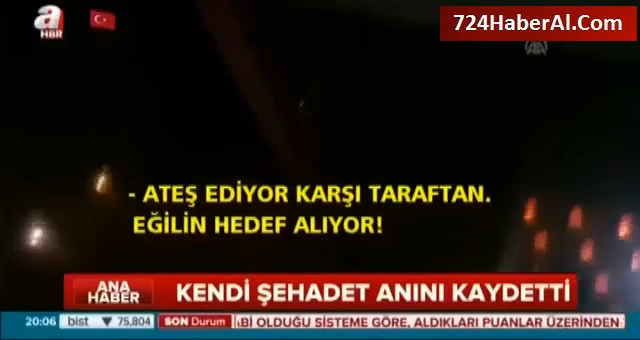 a
HBR
724HaberAl.Com
AA
- ATEŞ EDİYOR KARŞI TARAFTAN.
EĞİLİN HEDEF ALIYOR!
ANA
HABER
KENDİ ŞEHADET ANINI KAYDETTİ
20:06 bist ▼ 75,804 SON Durum Bİ OLDUĞU SİSTEME GÖRE, ALDIKLARI PUANLAR ÜZERİNDEN